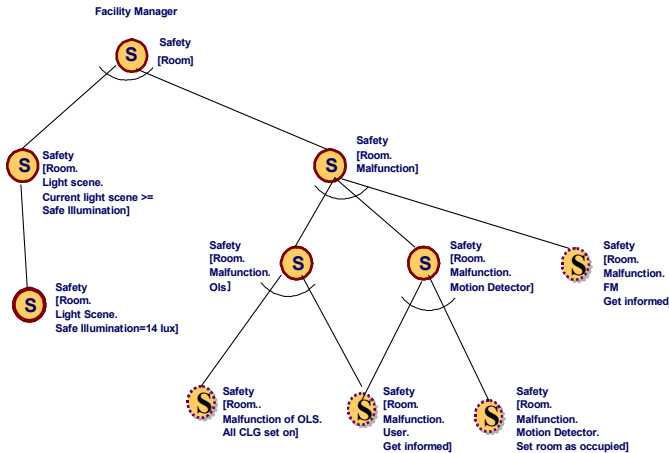 Facility Manager
S
Safety
[Room]
S
Safety
[Room.
Light scene.
Current light scene >=
Safe Illumination]
S
Safety
[Room.
Malfunction]
S
Safety
[Room.
Malfunction.
Ols]
S
Safety
[Room.
Malfunction.
Motion Detector]
S
Safety
[Room.
Malfunction.
FM
Get informed
S
Safety
[Room.
Light Scene.
Safe Illumination=14 lux]
S
Safety
[Room..
Malfunction of OLS.
All CLG set on]
S
Safety
[Room.
Malfunction.
User.
Get informed]
S
Safety
[Room.
Malfunction.
Motion Detector.
Set room as occupied]